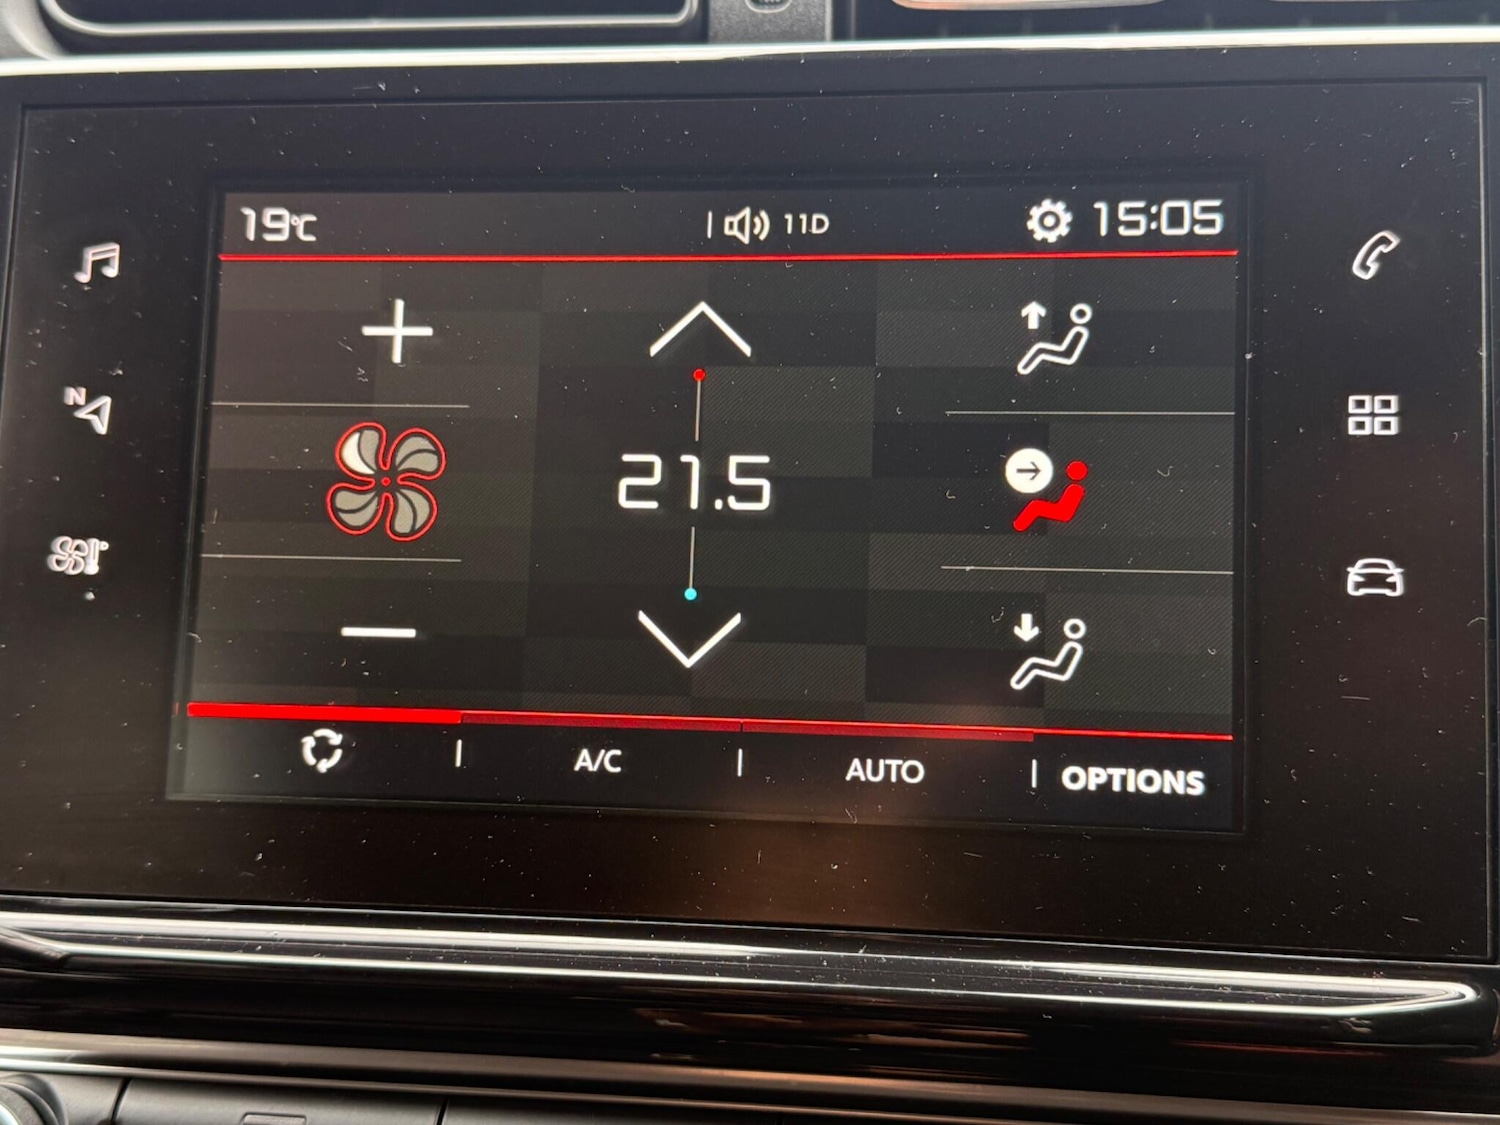 19°C 11D 15:05
N
21.5
A/C AUTO OPTIONS